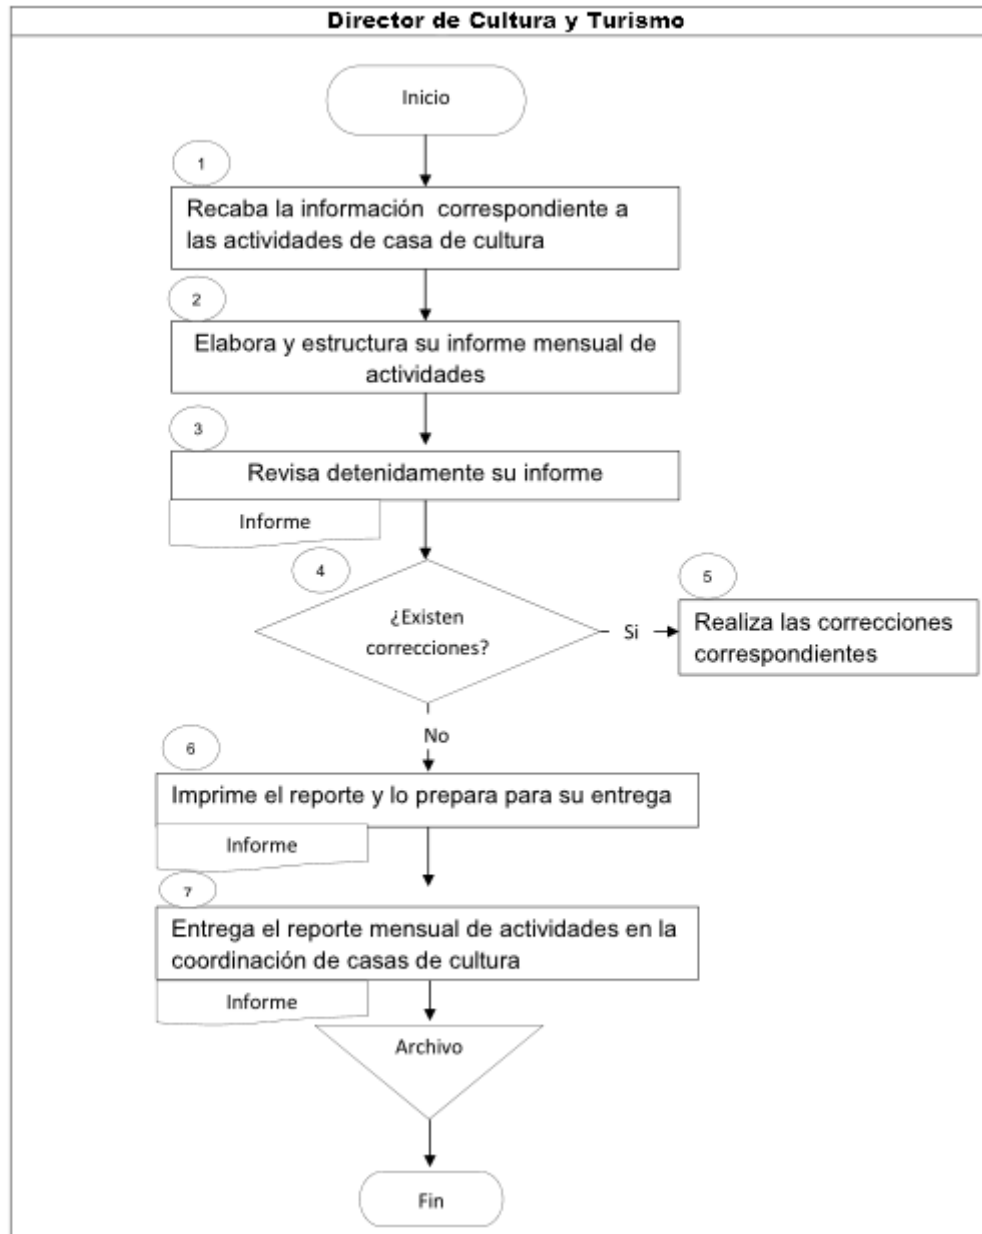 Director de Cultura y Turismo
Inicio
1
Recaba la información correspondiente a
las actividades de casa de cultura
2
Elabora y estructura su informe mensual de
actividades
3
Revisa detenidamente su informe
Informe
4
¿Existen
correcciones?
Si
5
Realiza las correcciones
correspondientes
No
6
Imprime el reporte y lo prepara para su entrega
Informe
7
Entrega el reporte mensual de actividades en la
coordinación de casas de cultura
Informe
Archivo
Fin